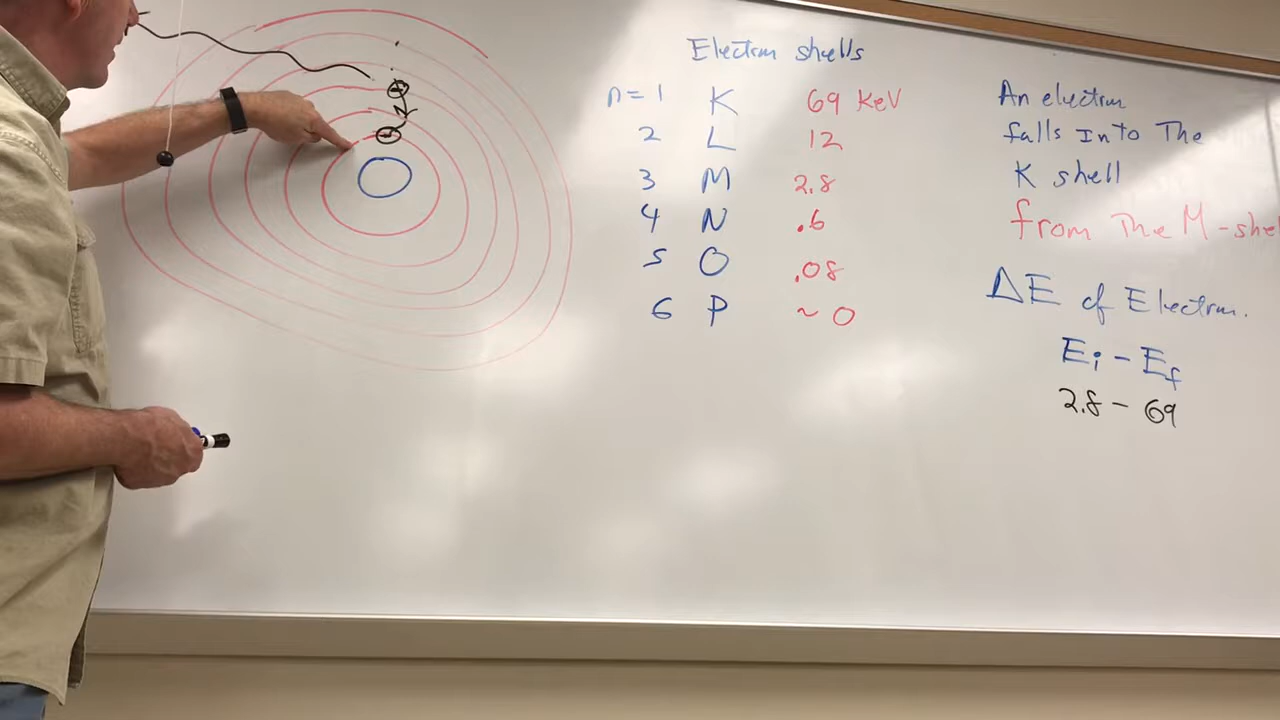 Electron shells
n=1 K 69 KeV
2 L 12
3 M 2.8
4 N .6
5 O .08
6 P ~ 0
An electron
falls Into The
K shell
from The M-she
ΔE of Electron.
Ei - Ef
2.8 - 69